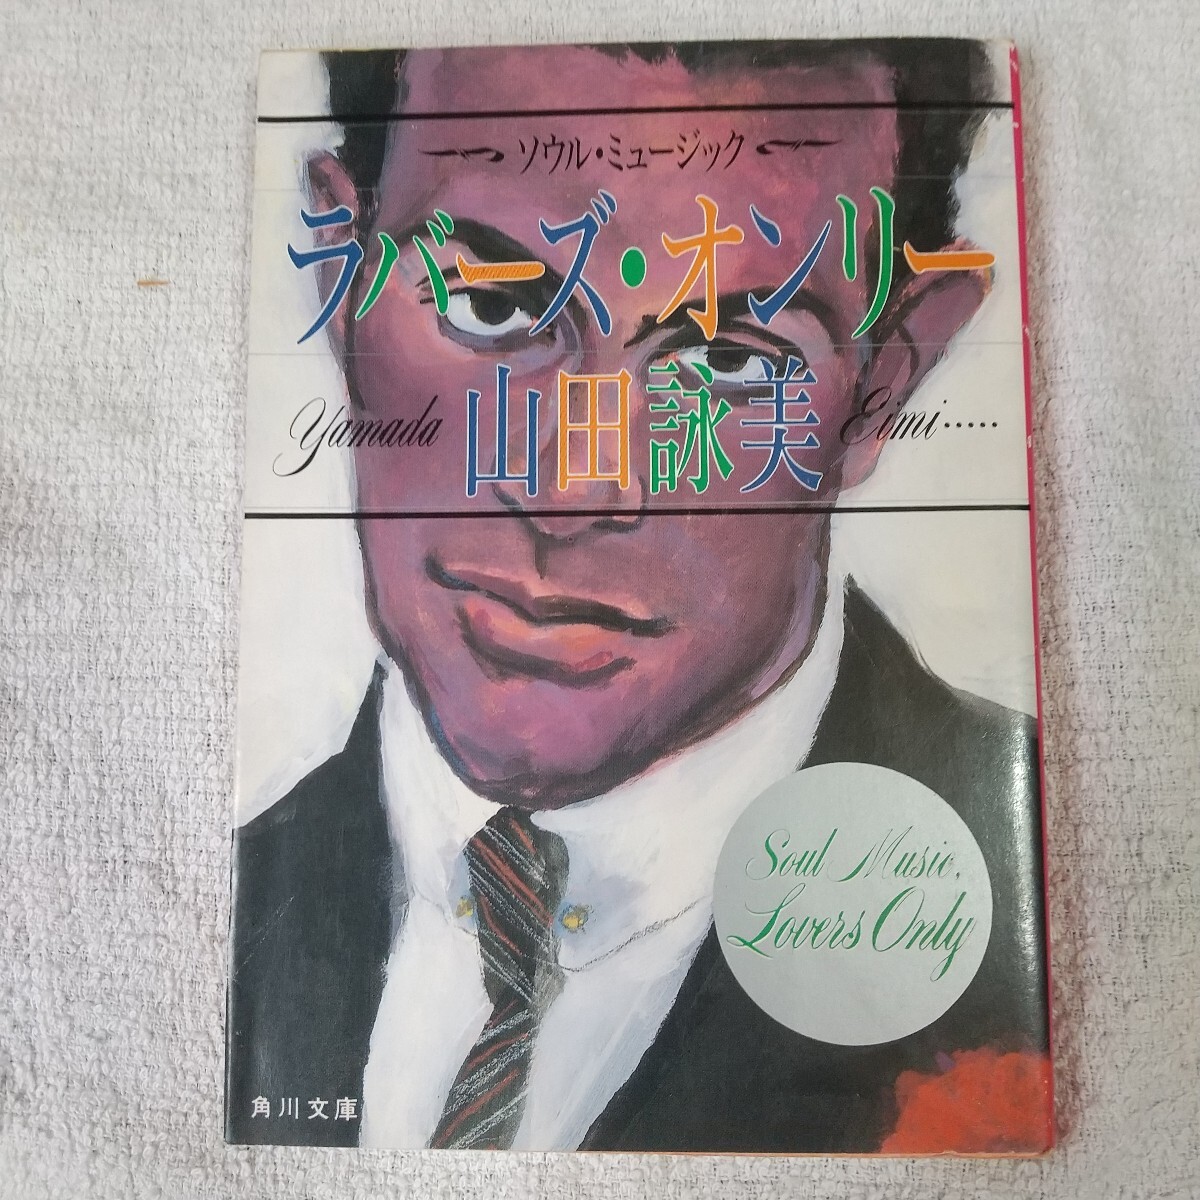 ソウル・ミュージック
ラバーズ・オンリー
Yamada 山田詠美 Eimi·····
Soul Music,
Lovers Only
角川文庫